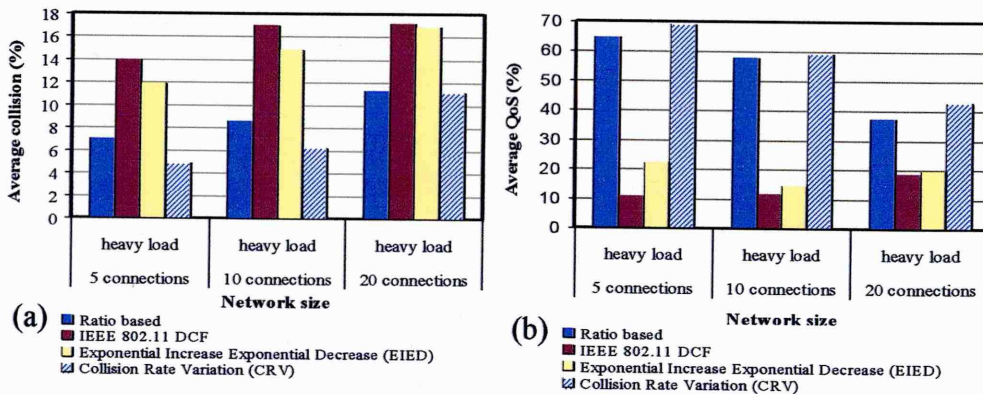 Average collision (%)
18
16
14
12
10
8
6
4
2
0
heavy load
heavy load
heavy load
5 connections
10 connections
20 connections
Network size
(a)
Ratio based
IEEE 802.11 DCF
Exponential Increase Exponential Decrease (EIED)
Collision Rate Variation (CRV)
Average QoS (%)
70
60
50
40
30
20
10
0
heavy load
heavy load
heavy load
5 connections
10 connections
20 connections
Network size
(b)
Ratio based
IEEE 802.11 DCF
Exponential Increase Exponential Decrease (EIED)
Collision Rate Variation (CRV)